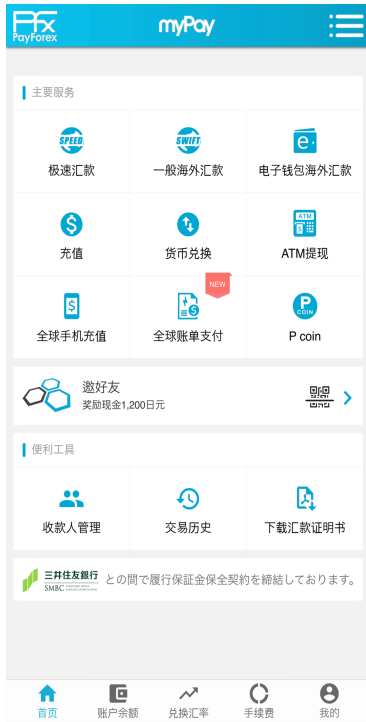 Pfx
PayForex
myPay
主要服务
SPEED
SWIFT
e
极速汇款
一般海外汇款
电子钱包海外汇款
$
ATM
充值
货币兑换
ATM提现
NEW
$
$
P
COIN
全球手机充值
全球账单支付
P coin
邀好友
奖励现金1,200日元
便利工具
收款人管理
交易历史
下载汇款证明书
三井住友銀行
SMBC
との間で履行保証金保全契約を締結しております。
首页
账户余额
兑换汇率
手续费
我的